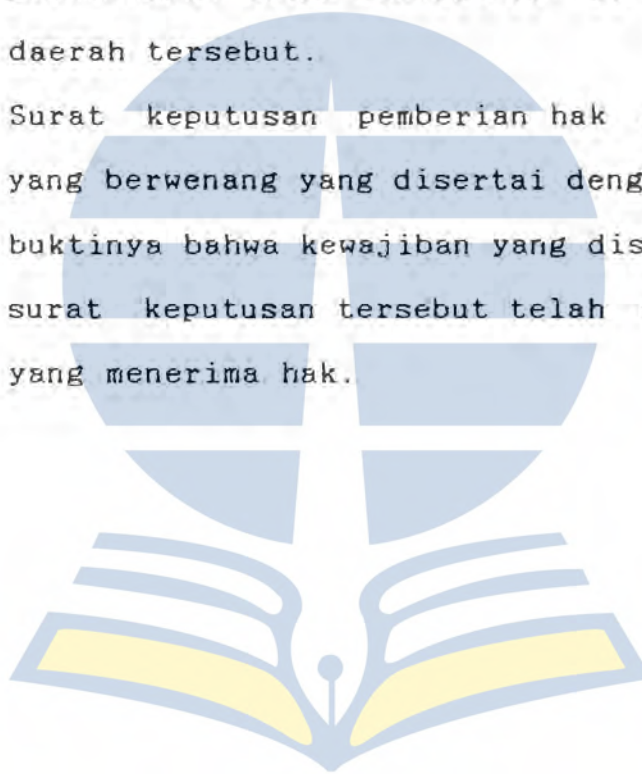 daerah tersebut.
Surat keputusan pemberian hak
yang berwenang yang disertai deng
buktinya bahwa kewajiban yang dis
surat keputusan tersebut telah
yang menerima hak.